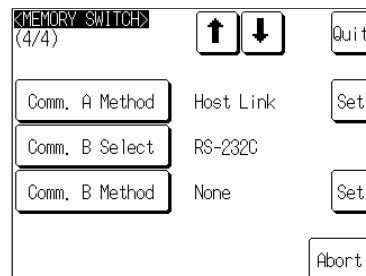 <MEMORY SWITCH>
(4/4)
Quit
Comm. A Method Host Link Set
Comm. B Select RS-232C
Comm. B Method None Set
Abort